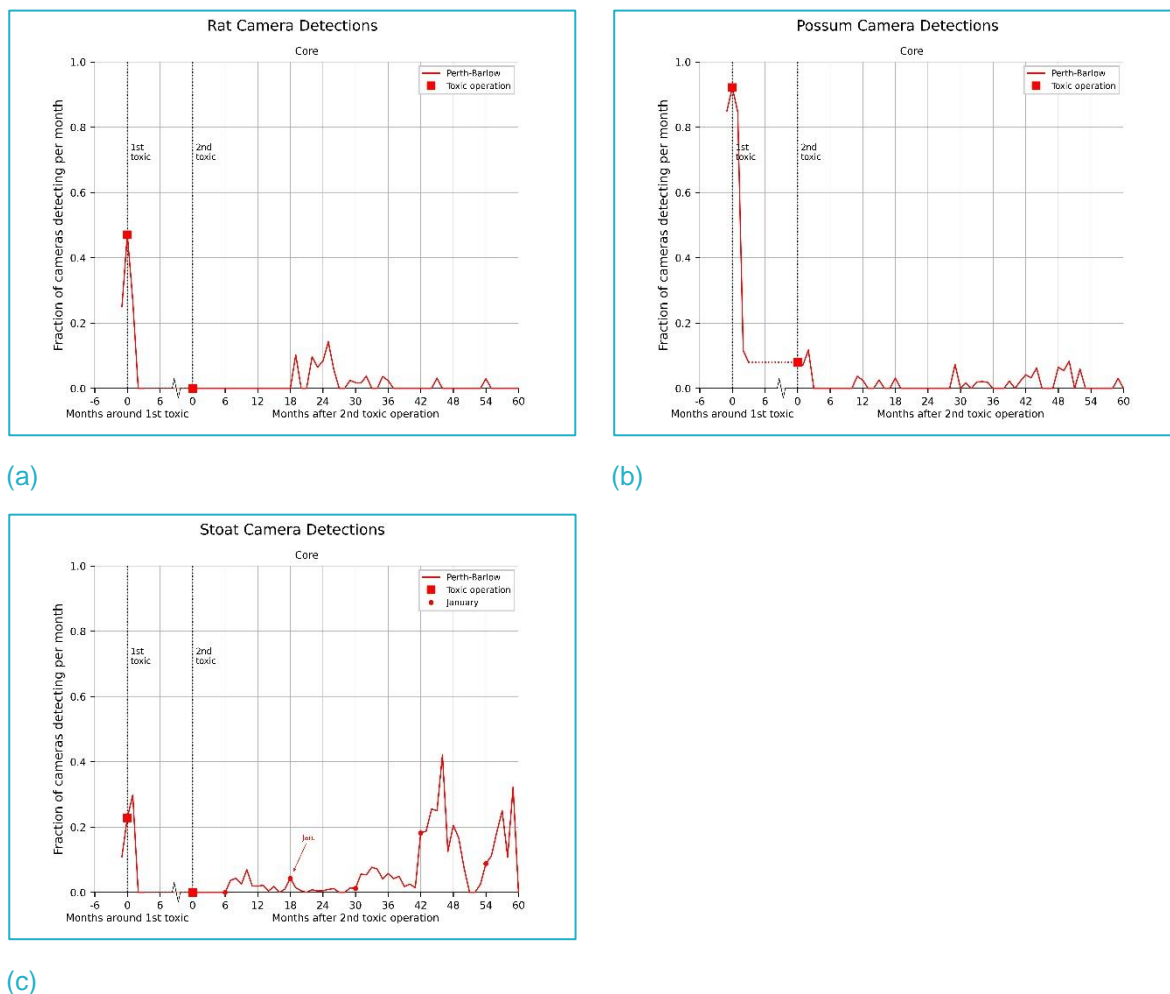 Rat Camera Detections
Core
Fraction of cameras detecting per month
1.0
0.8
0.6
0.4
0.2
0.0
Perth-Barlow
Toxic operation
1st
toxic
2nd
toxic
-6 0 6 0 6 12 18 24 30 36 42 48 54 60
Months around 1st toxic
Months after 2nd toxic operation
(a)
Possum Camera Detections
Core
Fraction of cameras detecting per month
1.0
0.8
0.6
0.4
0.2
0.0
Perth-Barlow
Toxic operation
1st
toxic
2nd
toxic
-6 0 6 0 6 12 18 24 30 36 42 48 54 60
Months around 1st toxic
Months after 2nd toxic operation
(b)
Stoat Camera Detections
Core
Fraction of cameras detecting per month
1.0
0.8
0.6
0.4
0.2
0.0
Perth-Barlow
Toxic operation
January
1st
toxic
2nd
toxic
Jan.
-6 0 6 0 6 12 18 24 30 36 42 48 54 60
Months around 1st toxic
Months after 2nd toxic operation
(c)